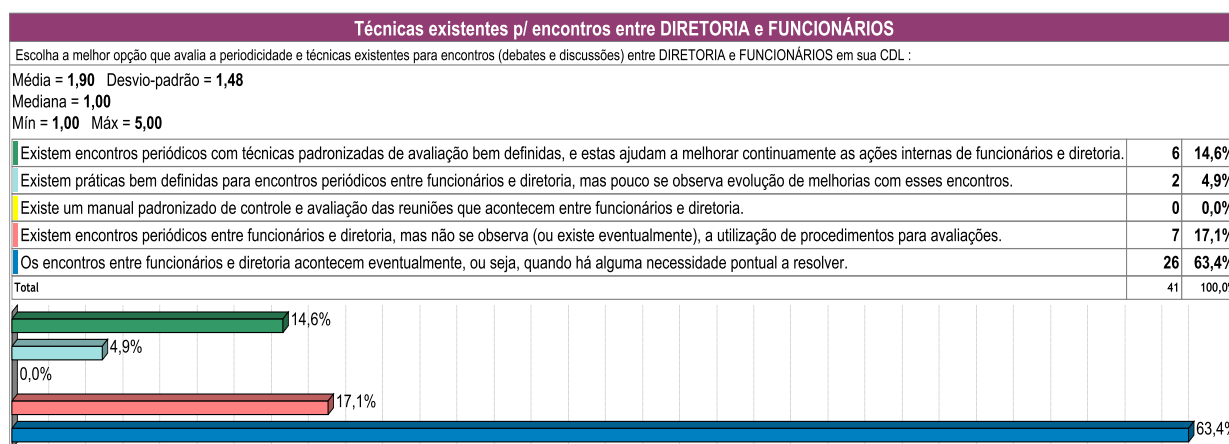 Técnicas existentes p/ encontros entre DIRETORIA e FUNCIONÁRIOS
Escolha a melhor opção que avalia a periodicidade e técnicas existentes para encontros (debates e discussões) entre DIRETORIA e FUNCIONÁRIOS em sua CDL :
Média = 1,90 Desvio-padrão = 1,48
Mediana = 1,00
Mín = 1,00 Máx = 5,00
Existem encontros periódicos com técnicas padronizadas de avaliação bem definidas, e estas ajudam a melhorar continuamente as ações internas de funcionários e diretoria. 6 14,6%
Existem práticas bem definidas para encontros periódicos entre funcionários e diretoria, mas pouco se observa evolução de melhorias com esses encontros. 2 4,9%
Existe um manual padronizado de controle e avaliação das reuniões que acontecem entre funcionários e diretoria. 0 0,0%
Existem encontros periódicos entre funcionários e diretoria, mas não se observa (ou existe eventualmente), a utilização de procedimentos para avaliações. 7 17,1%
Os encontros entre funcionários e diretoria acontecem eventualmente, ou seja, quando há alguma necessidade pontual a resolver. 26 63,4%
Total 41 100,0%
14,6%
4,9%
0,0%
17,1%
63,4%